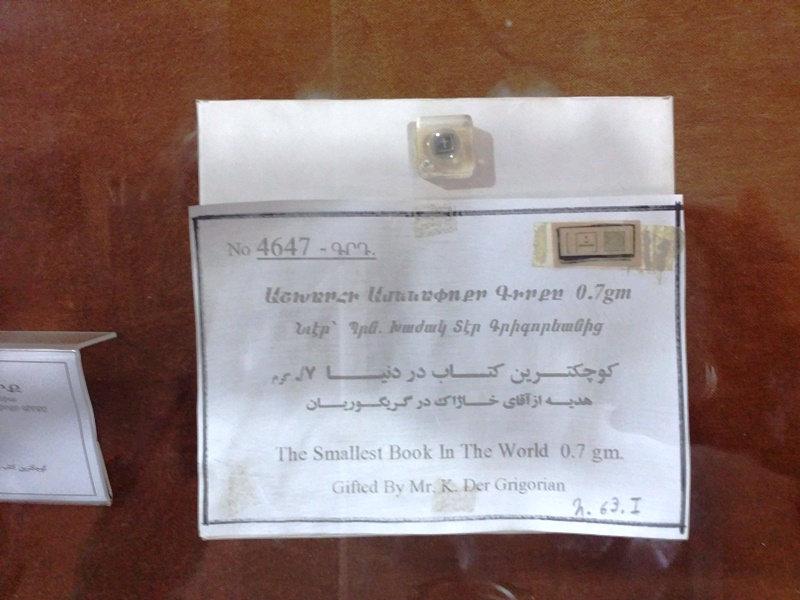 No 4647 - ԳՐԴ.
Աշխարհի Ամենափոքր Գիրքը 0.7gm
Նուէր՝ Պրն. Խաժակ Տէր Գրիգորեանից
کوچکترین کتاب در دنیا ۰/۷ گرم
هدیه از آقای خاژاک در گریگوریان
The Smallest Book In The World 0.7 gm.
Gifted By Mr. K. Der Grigorian
63. I